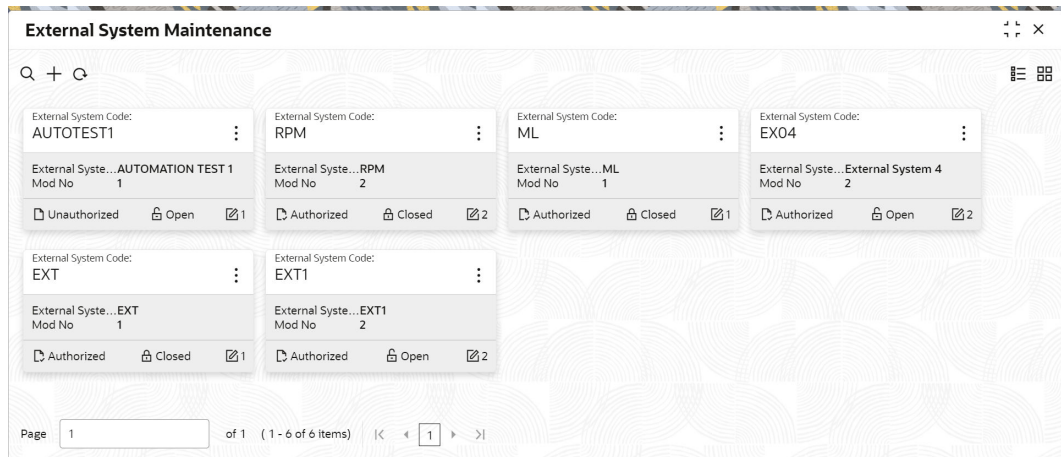 External System Maintenance
External System Code:
AUTOTEST1
External Syste...AUTOMATION TEST 1
Mod No 1
Unauthorized Open 1
External System Code:
RPM
External Syste...RPM
Mod No 2
Authorized Closed 2
External System Code:
ML
External Syste...ML
Mod No 1
Authorized Closed 1
External System Code:
EX04
External Syste...External System 4
Mod No 2
Authorized Open 2
External System Code:
EXT
External Syste...EXT
Mod No 1
Authorized Closed 1
External System Code:
EXT1
External Syste...EXT1
Mod No 2
Authorized Open 2
Page 1 of 1 ( 1 - 6 of 6 items) 1